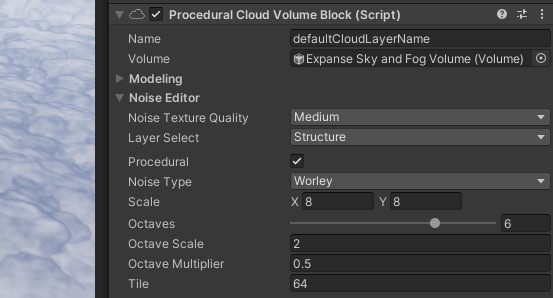 Procedural Cloud Volume Block (Script)
Name defaultCloudLayerName
Volume Expanse Sky and Fog Volume (Volume)
Modeling
Noise Editor
Noise Texture Quality Medium
Layer Select Structure
Procedural
Noise Type Worley
Scale X 8 Y 8
Octaves 6
Octave Scale 2
Octave Multiplier 0.5
Tile 64